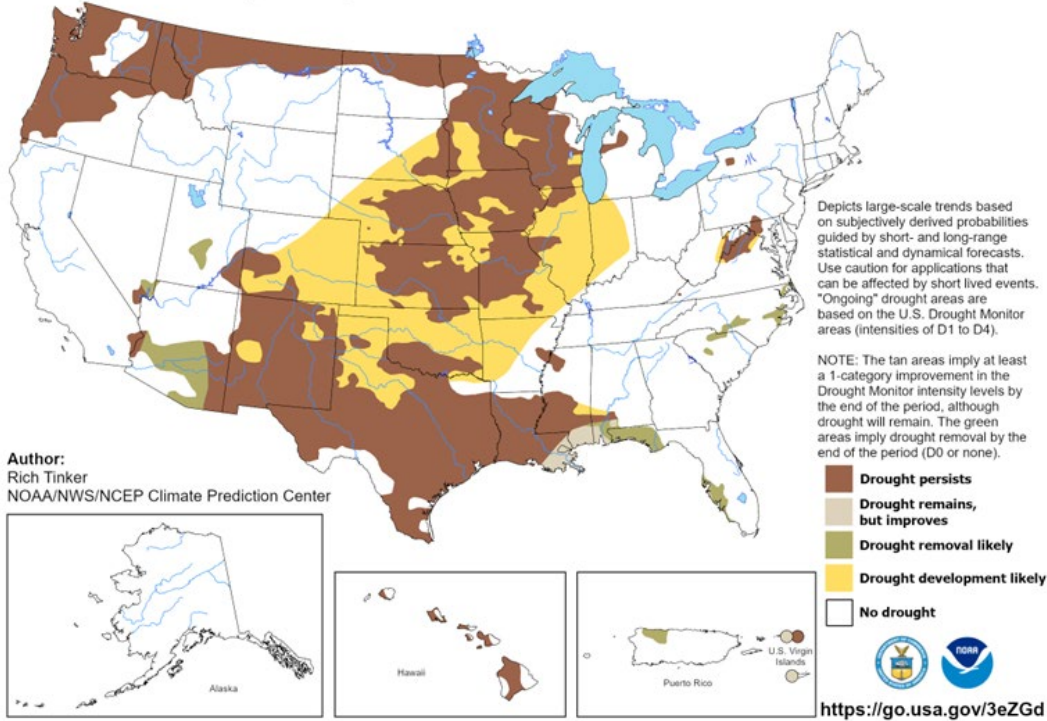 Depicts large-scale trends based
on subjectively derived probabilities
guided by short- and long-range
statistical and dynamical forecasts.
Use caution for applications that
can be affected by short lived events.
"Ongoing" drought areas are
based on the U.S. Drought Monitor
areas (intensities of D1 to D4).
NOTE: The tan areas imply at least
a 1-category improvement in the
Drought Monitor intensity levels by
the end of the period, although
drought will remain. The green
areas imply drought removal by the
end of the period (D0 or none).
Author:
Rich Tinker
NOAA/NWS/NCEP Climate Prediction Center
Drought persists
Drought remains,
but improves
Drought removal likely
Drought development likely
No drought
Alaska
Hawaii
Puerto Rico
U.S. Virgin
Islands
NOAA
https://go.usa.gov/3eZGd